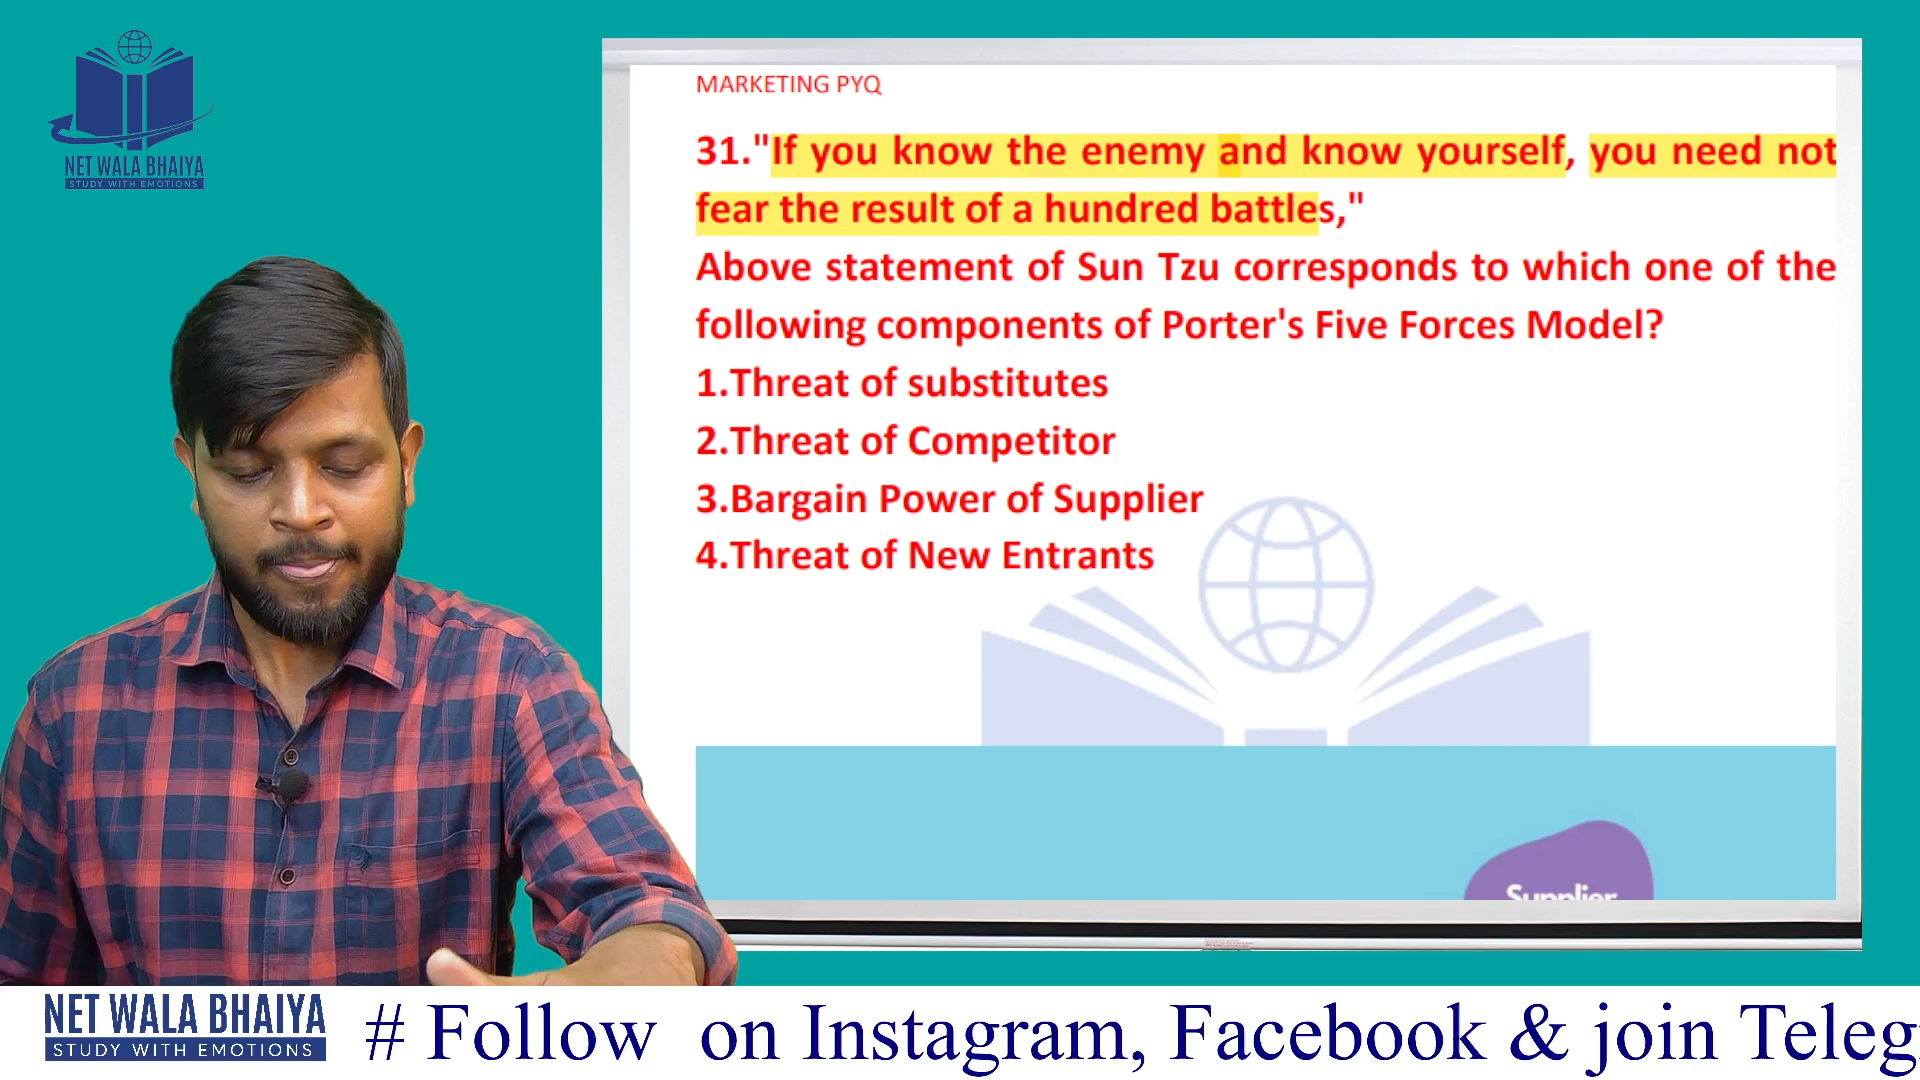 NET WALA BHAIYA
STUDY WITH EMOTIONS
MARKETING PYQ
31."If you know the enemy and know yourself, you need not
fear the result of a hundred battles,"
Above statement of Sun Tzu corresponds to which one of the
following components of Porter's Five Forces Model?
1.Threat of substitutes
2.Threat of Competitor
3.Bargain Power of Supplier
4.Threat of New Entrants
Supplier
NET WALA BHAIYA
STUDY WITH EMOTIONS
# Follow on Instagram, Facebook & join Teleg